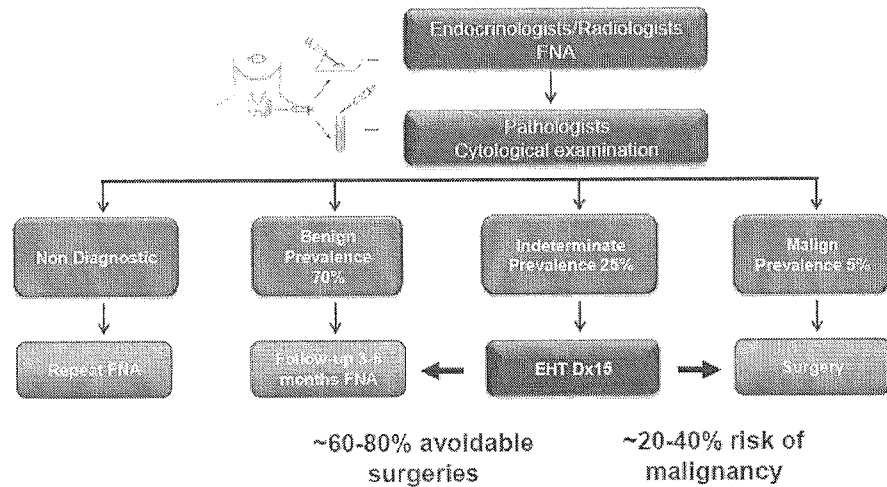 Endocrinologists/Radiologists
FNA
Pathologists
Cytological examination
Non Diagnostic
Benign
Prevalence
70%
Indeterminate
Prevalence 25%
Malign
Prevalence 5%
Repeat FNA
Follow-up 3-6
months FNA
EHT Dx15
Surgery
~60-80% avoidable
surgeries
~20-40% risk of
malignancy